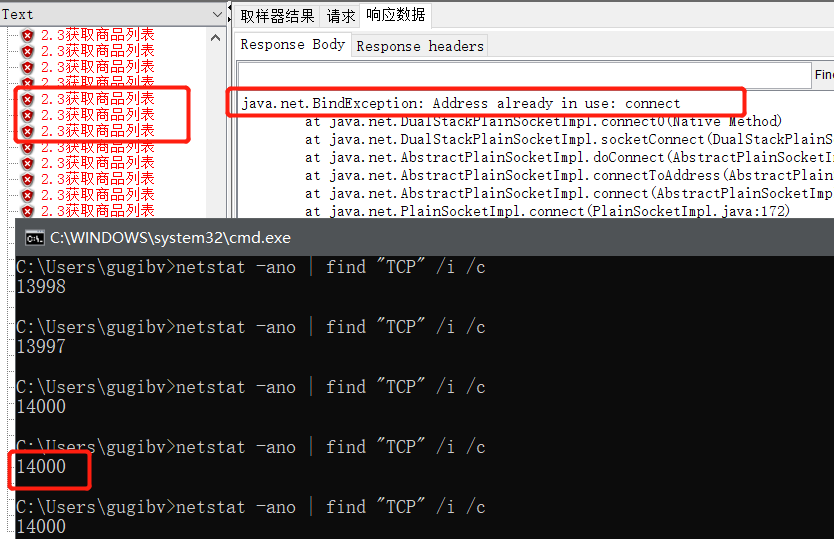 Text
取样器结果 请求 响应数据
2.3获取商品列表
2.3获取商品列表
2.3获取商品列表
2.3获取商品列表
2.3获取商品列表
2.3获取商品列表
2.3获取商品列表
2.3获取商品列表
2.3获取商品列表
2.3获取商品列表
2.3获取商品列表
2.3获取商品列表
Response Body Response headers
Find
java.net.BindException: Address already in use: connect
at java.net.DualStackPlainSocketImpl.connect0(Native Method)
at java.net.DualStackPlainSocketImpl.socketConnect(DualStackPlainS
at java.net.AbstractPlainSocketImpl.doConnect(AbstractPlainSocketI
at java.net.AbstractPlainSocketImpl.connectToAddress(AbstractPlain
at java.net.AbstractPlainSocketImpl.connect(AbstractPlainSocketImp
at java.net.PlainSocketImpl.connect(PlainSocketImpl.java:172)
C:\WINDOWS\system32\cmd.exe
C:\Users\gugibv>netstat -ano | find "TCP" /i /c
13998
C:\Users\gugibv>netstat -ano | find "TCP" /i /c
13997
C:\Users\gugibv>netstat -ano | find "TCP" /i /c
14000
C:\Users\gugibv>netstat -ano | find "TCP" /i /c
14000
C:\Users\gugibv>netstat -ano | find "TCP" /i /c
14000